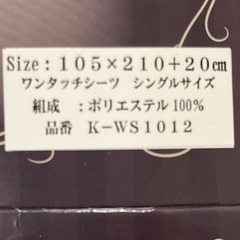 Size：105×210＋20cm
ワンタッチシーツ　シングルサイズ
組成　：ポリエステル100％
品番　K－WS1012